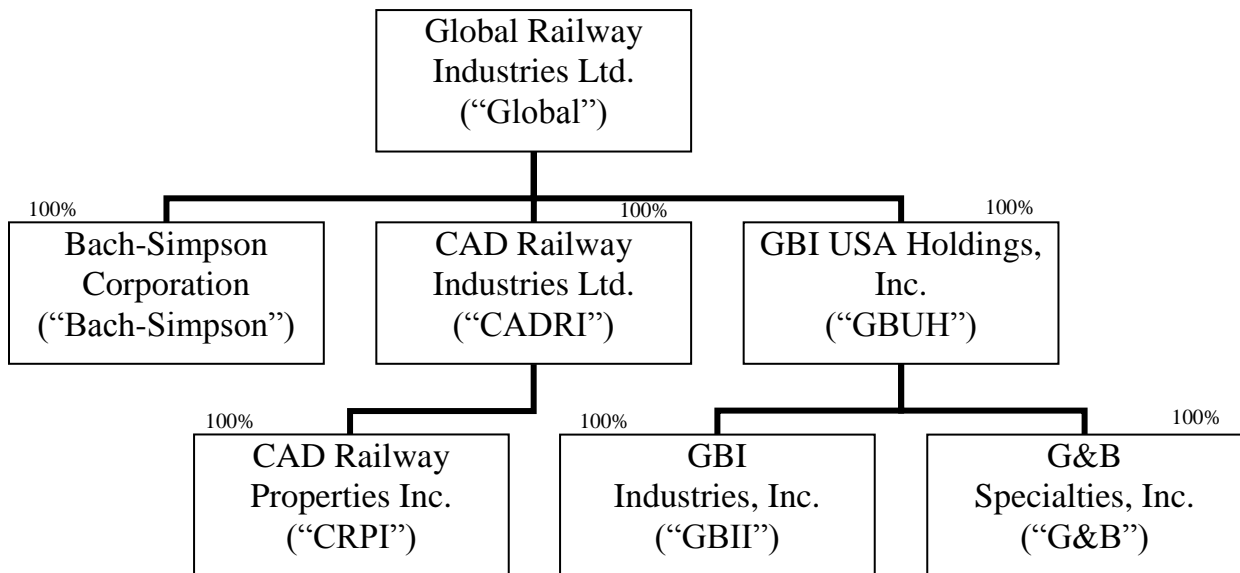 Global Railway
Industries Ltd.
(“Global”)
100%
100%
100%
Bach-Simpson
Corporation
(“Bach-Simpson”)
CAD Railway
Industries Ltd.
(“CADRI”)
GBI USA Holdings,
Inc.
(“GBUH”)
100%
100%
100%
CAD Railway
Properties Inc.
(“CRPI”)
GBI
Industries, Inc.
(“GBII”)
G&B
Specialties, Inc.
(“G&B”)